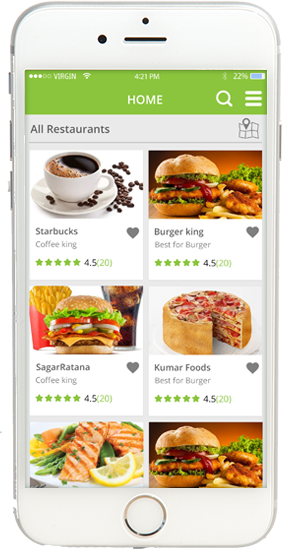 VIRGIN 4:21 PM 22%
HOME
All Restaurants
Starbucks
Coffee king
4.5(20)
Burger king
Best for Burger
4.5(20)
SagarRatana
Coffee king
4.5(20)
Kumar Foods
Best for Burger
4.5(20)